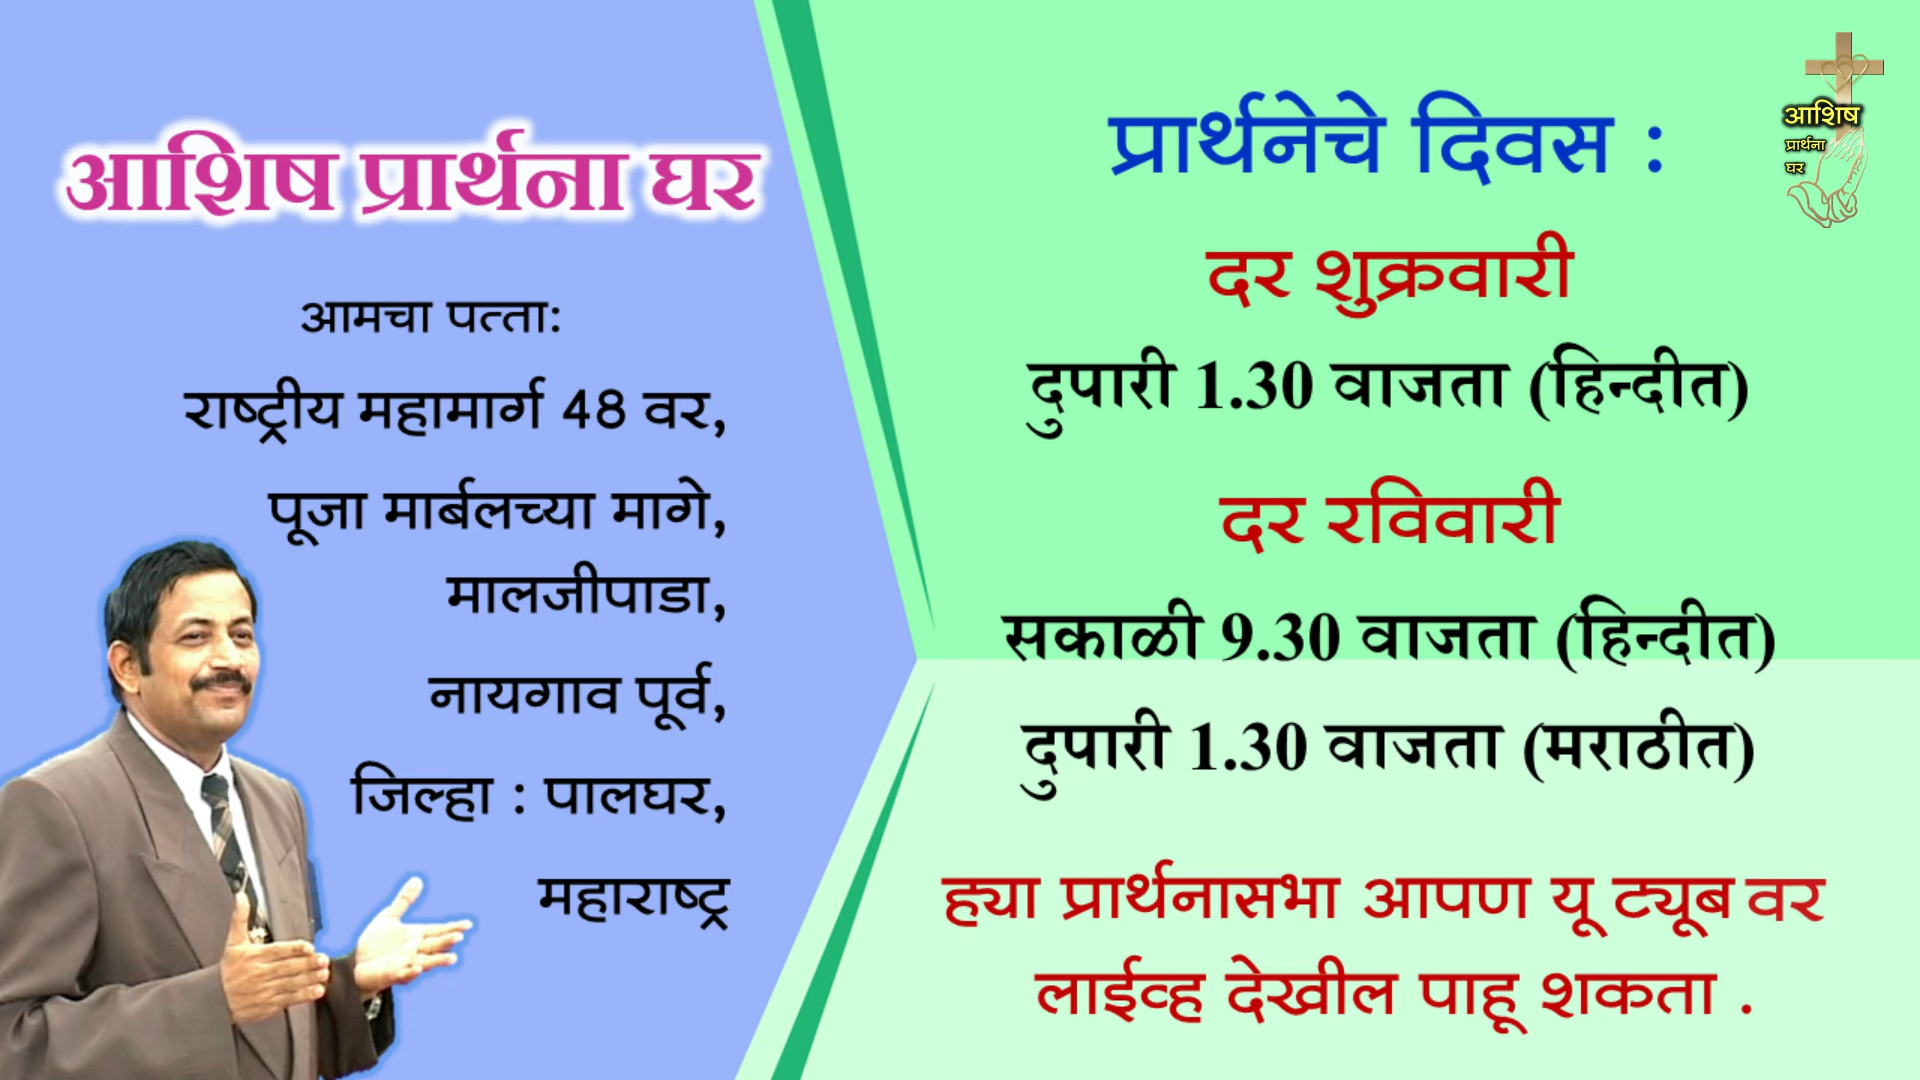 आशिष प्रार्थना घर
आमचा पत्ता:
राष्ट्रीय महामार्ग 48 वर,
पूजा मार्बलच्या मागे,
मालजीपाडा,
नायगाव पूर्व,
जिल्हा : पालघर,
महाराष्ट्र
प्रार्थनेचे दिवस :
दर शुक्रवारी
दुपारी 1.30 वाजता (हिन्दीत)
दर रविवारी
सकाळी 9.30 वाजता (हिन्दीत)
दुपारी 1.30 वाजता (मराठीत)
ह्या प्रार्थनासभा आपण यू ट्यूब वर
लाईव्ह देखील पाहू शकता .
आशिष
प्रार्थना
घर